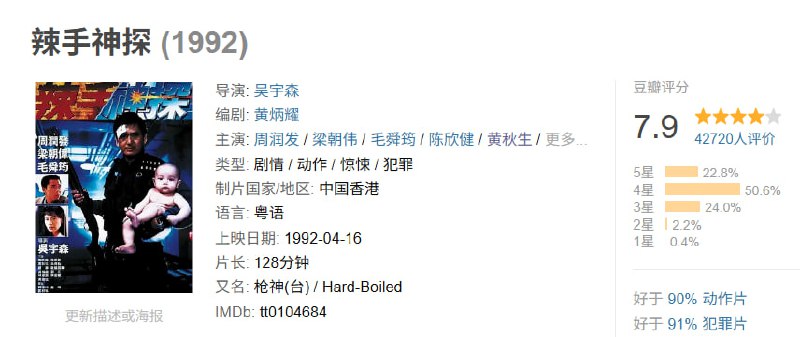 辣手神探 (1992)
辣手神探
周润發
梁朝偉
毛舜筠
導演
吳宇森
更新描述或海报
导演: 吴宇森
编剧: 黄炳耀
主演: 周润发 / 梁朝伟 / 毛舜筠 / 陈欣健 / 黄秋生 / 更多...
类型: 剧情 / 动作 / 惊悚 / 犯罪
制片国家/地区: 中国香港
语言: 粤语
上映日期: 1992-04-16
片长: 128分钟
又名: 枪神(台) / Hard-Boiled
IMDb: tt0104684
豆瓣评分
7.9
42720人评价
5星 22.8%
4星 50.6%
3星 24.0%
2星 2.2%
1星 0.4%
好于 90% 动作片
好于 91% 犯罪片